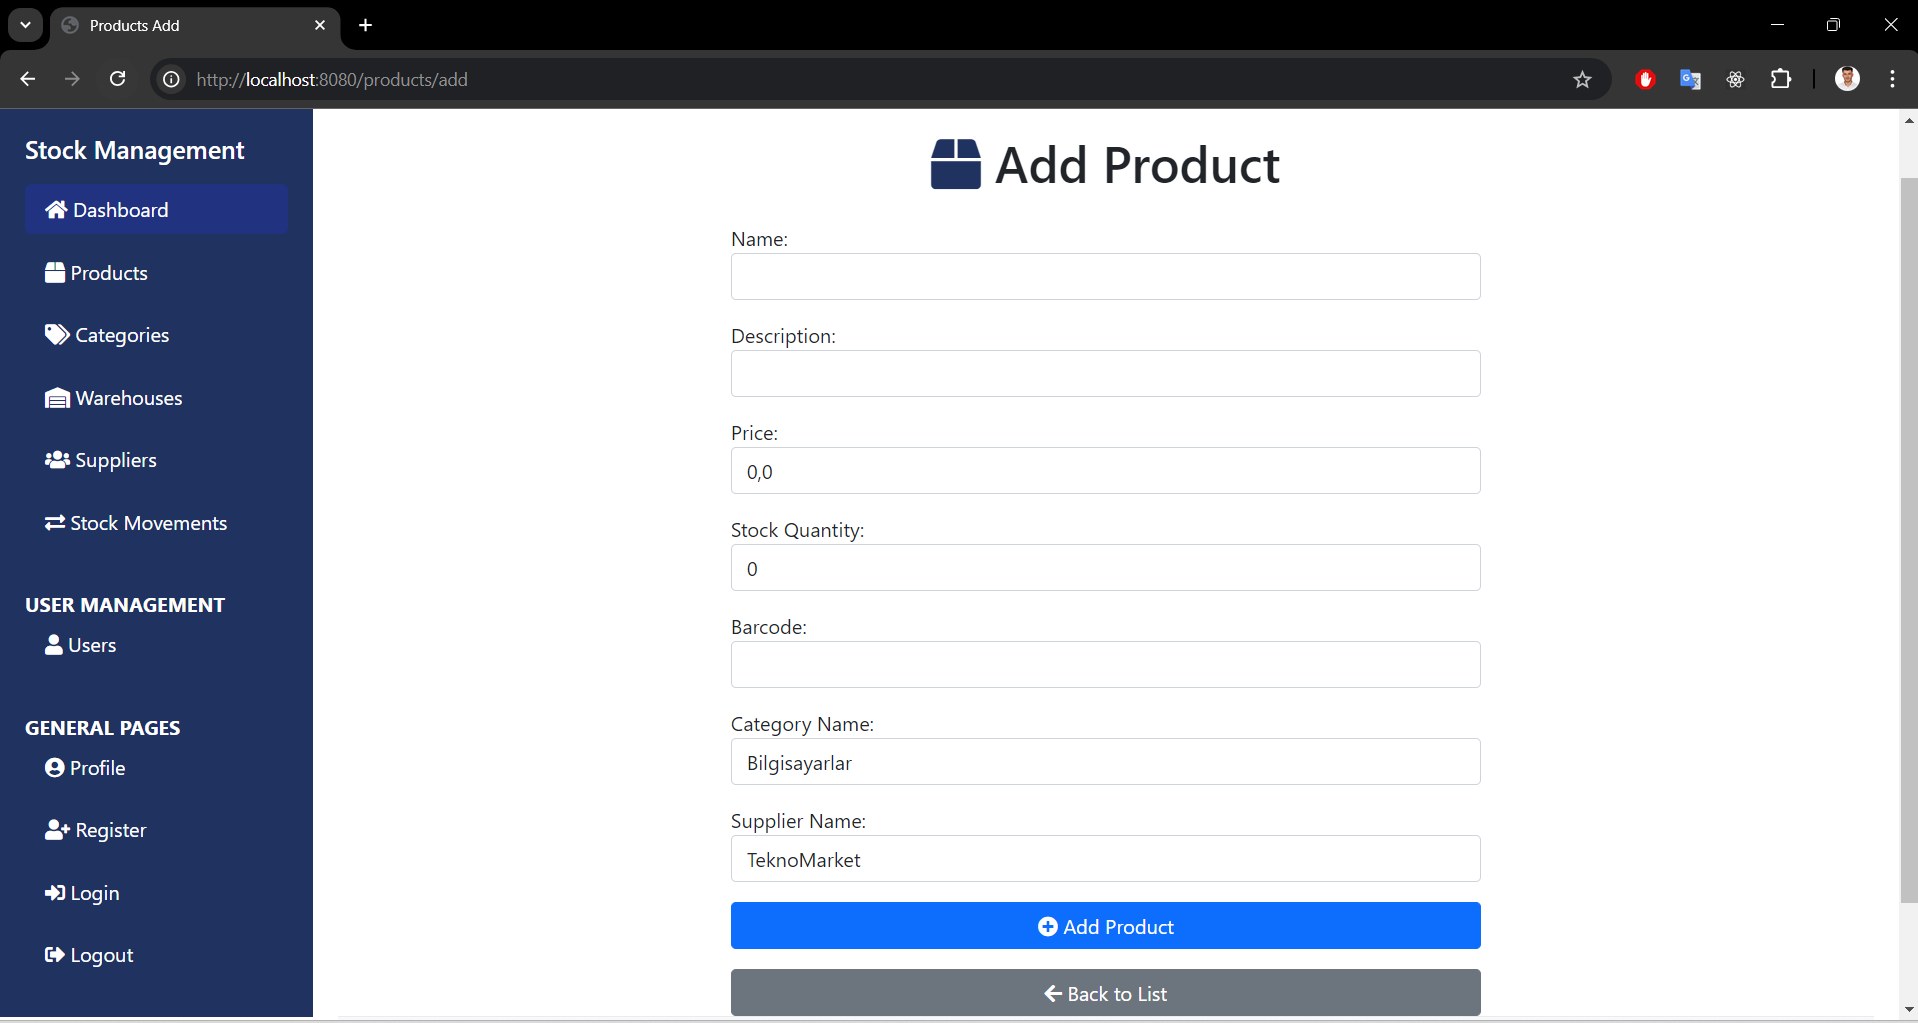 Products Add
http://localhost:8080/products/add
Stock Management
Dashboard
Products
Categories
Warehouses
Suppliers
Stock Movements
USER MANAGEMENT
Users
GENERAL PAGES
Profile
Register
Login
Logout
Add Product
Name:
Description:
Price:
0,0
Stock Quantity:
0
Barcode:
Category Name:
Bilgisayarlar
Supplier Name:
TeknoMarket
Add Product
Back to List